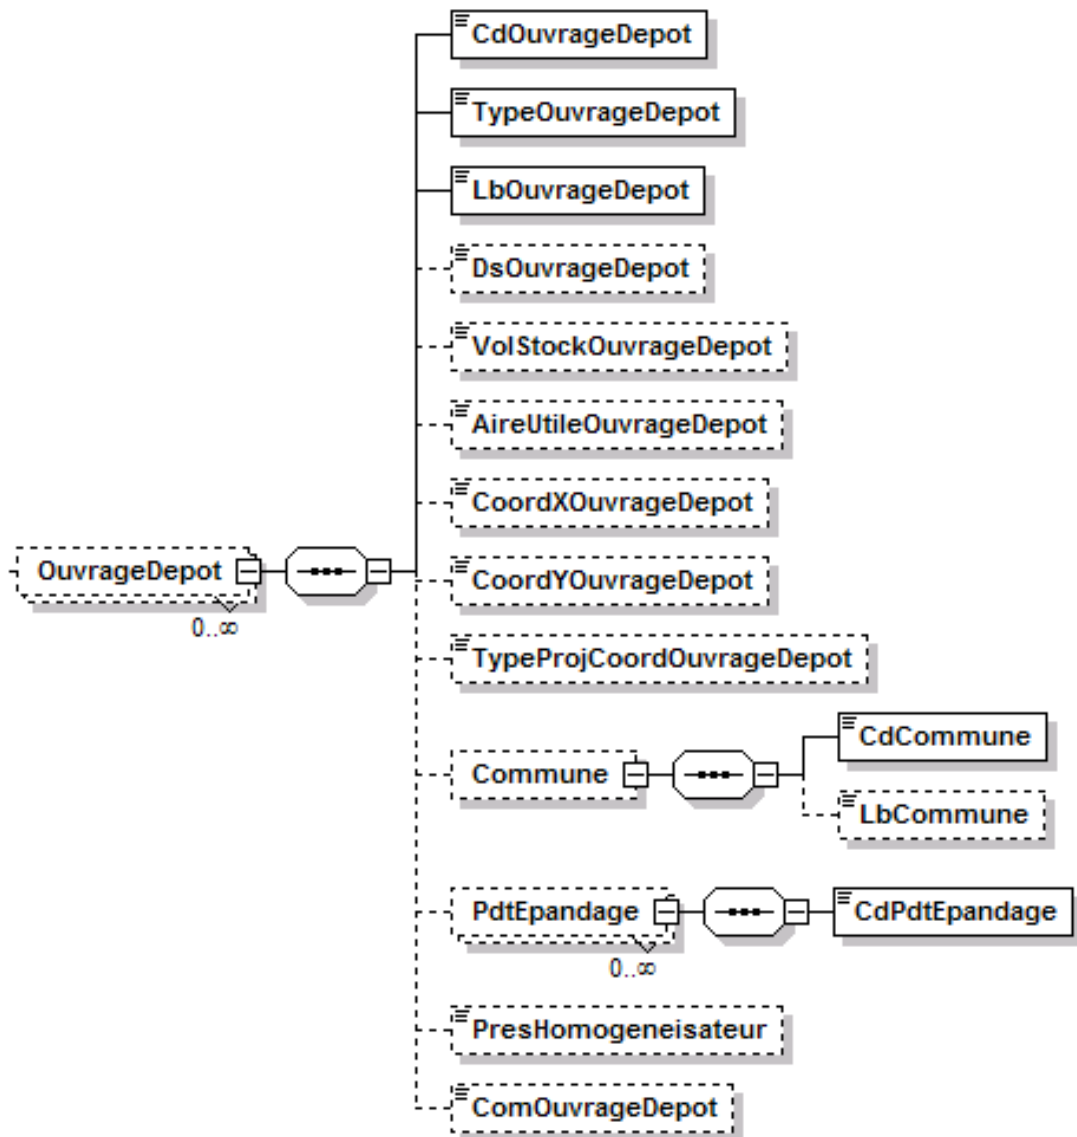 CdOuvrageDepot
TypeOuvrageDepot
LbOuvrageDepot
DsOuvrageDepot
VolStockOuvrageDepot
AireUtileOuvrageDepot
CoordXOuvrageDepot
OuvrageDepot
0..∞
CoordYOuvrageDepot
TypeProjCoordOuvrageDepot
Commune
CdCommune
LbCommune
PdtEpandage
0..∞
CdPdtEpandage
PresHomogeneisateur
ComOuvrageDepot